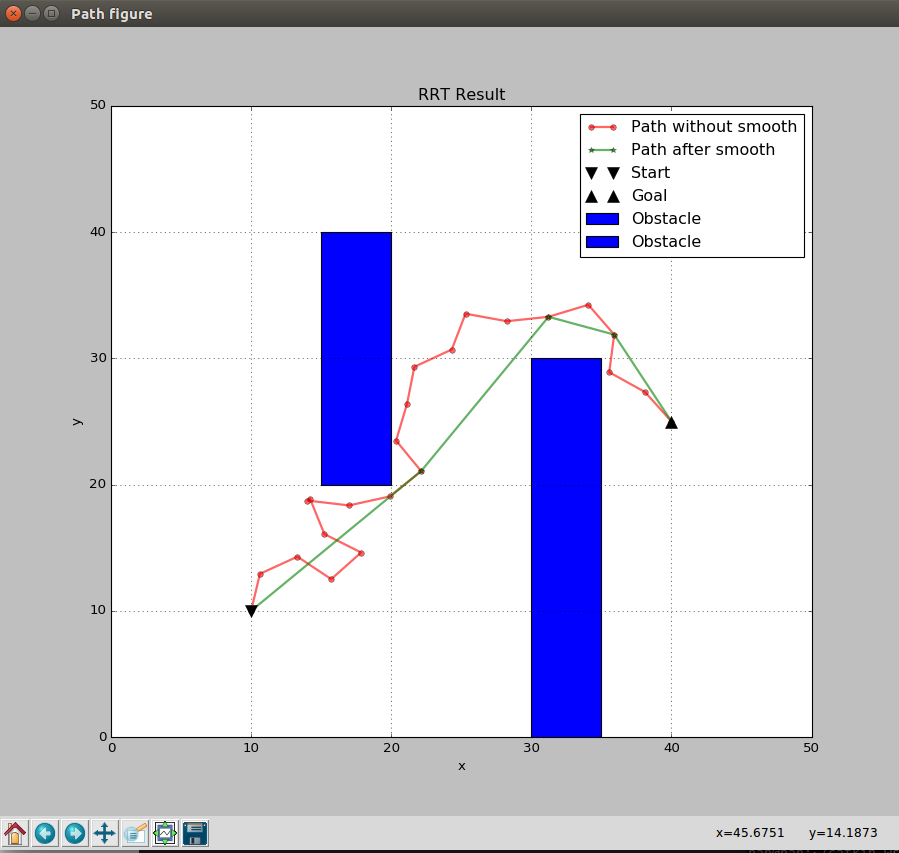 Path figure
RRT Result
Path without smooth
Path after smooth
Start
Goal
Obstacle
Obstacle
50
40
30
20
10
0
y
0 10 20 30 40 50
x
x=45.6751 y=14.1873